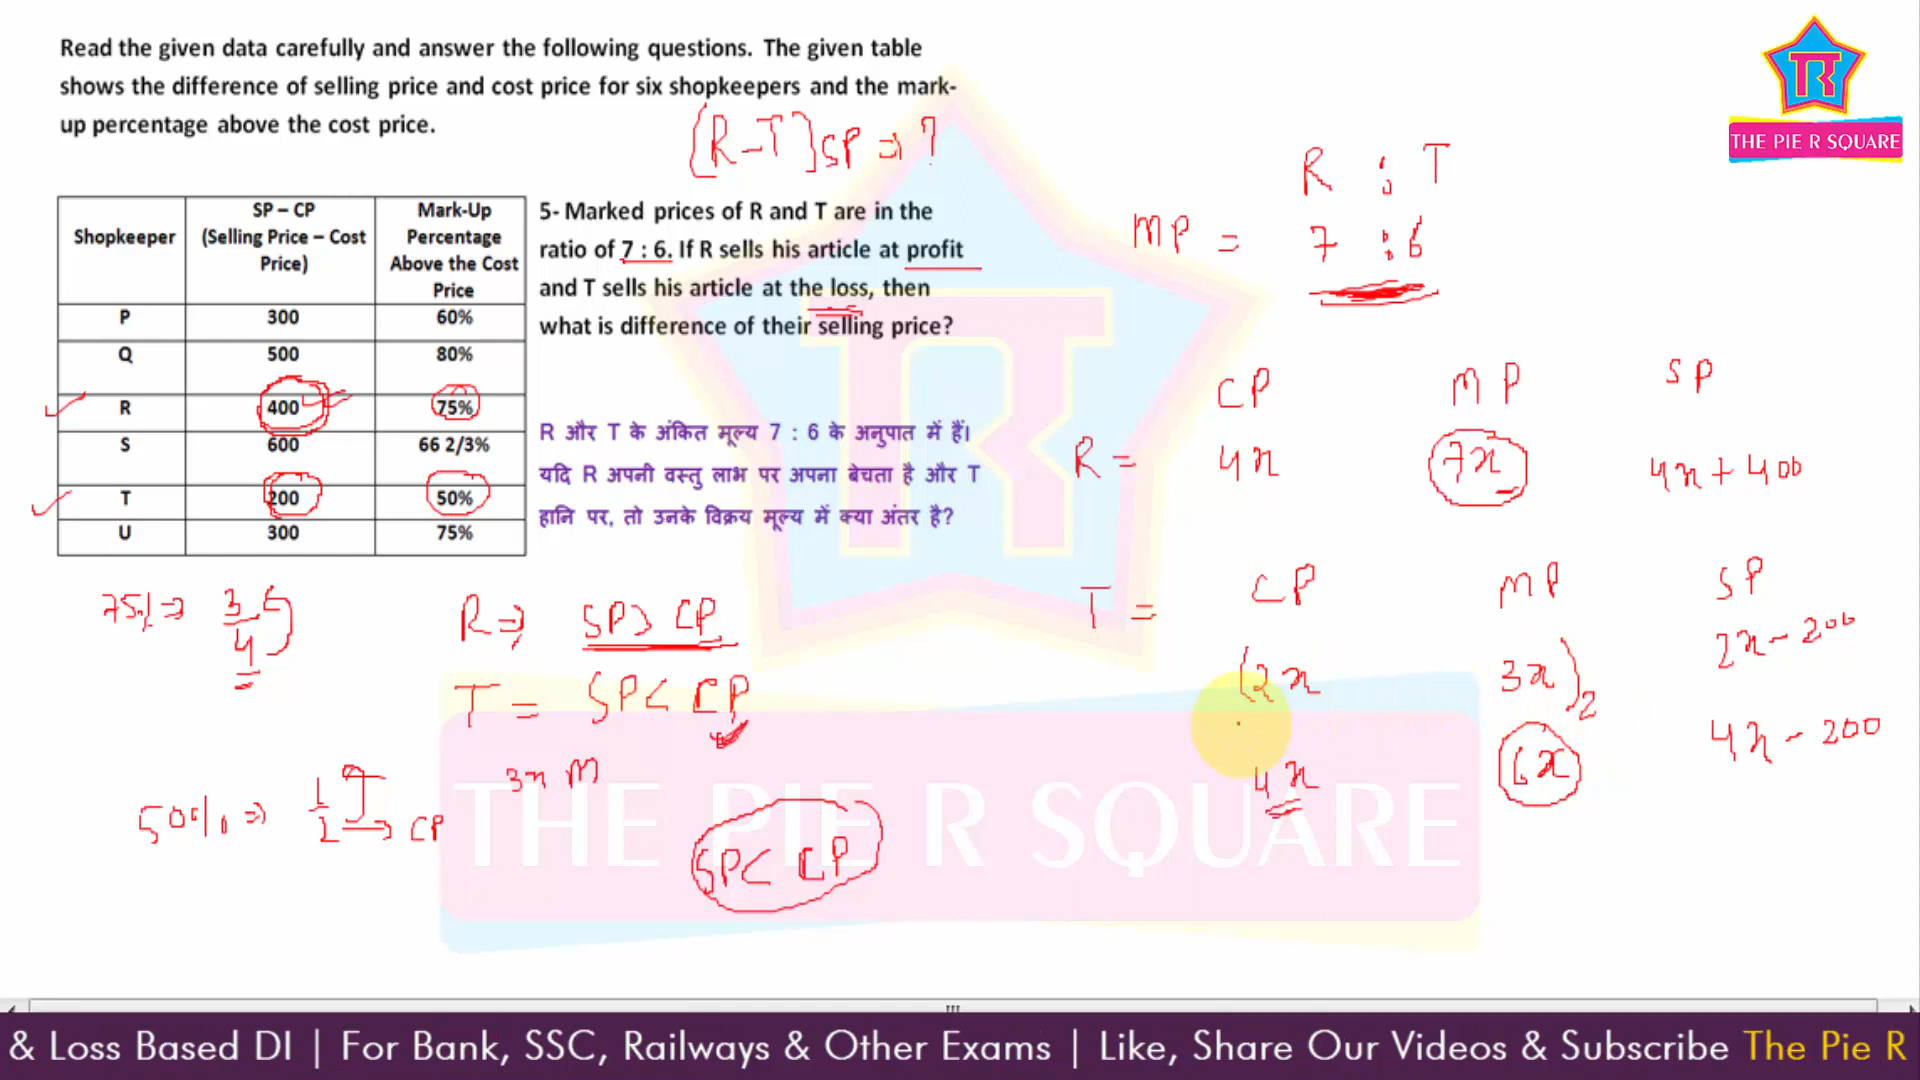 Read the given data carefully and answer the following questions. The given table
shows the difference of selling price and cost price for six shopkeepers and the mark-
up percentage above the cost price.
(R-T)SP ⇒ ?
THE PIE R SQUARE
Shopkeeper | SP – CP (Selling Price – Cost Price) | Mark-Up Percentage Above the Cost Price
P 300 60%
Q 500 80%
R 400 75%
S 600 66 2/3%
T 200 50%
U 300 75%
5- Marked prices of R and T are in the
ratio of 7 : 6. If R sells his article at profit
and T sells his article at the loss, then
what is difference of their selling price?
R और T के अंकित मूल्य 7 : 6 के अनुपात में हैं।
यदि R अपनी वस्तु लाभ पर अपना बेचता है और T
हानि पर, तो उनके विक्रय मूल्य में क्या अंतर है?
R : T
MP = 7 : 6
CP MP SP
R = 4x 7x 4x + 400
CP MP SP
T = (2x 3x)2 2x - 200
4x 6x 4x - 200
75% ⇒ 3/4
R ⇒ SP > CP
T = SP < CP
50% ⇒ 1/2 → CP
3x M
SP < CP
THE PIE R SQUARE
& Loss Based DI | For Bank, SSC, Railways & Other Exams | Like, Share Our Videos & Subscribe The Pie R